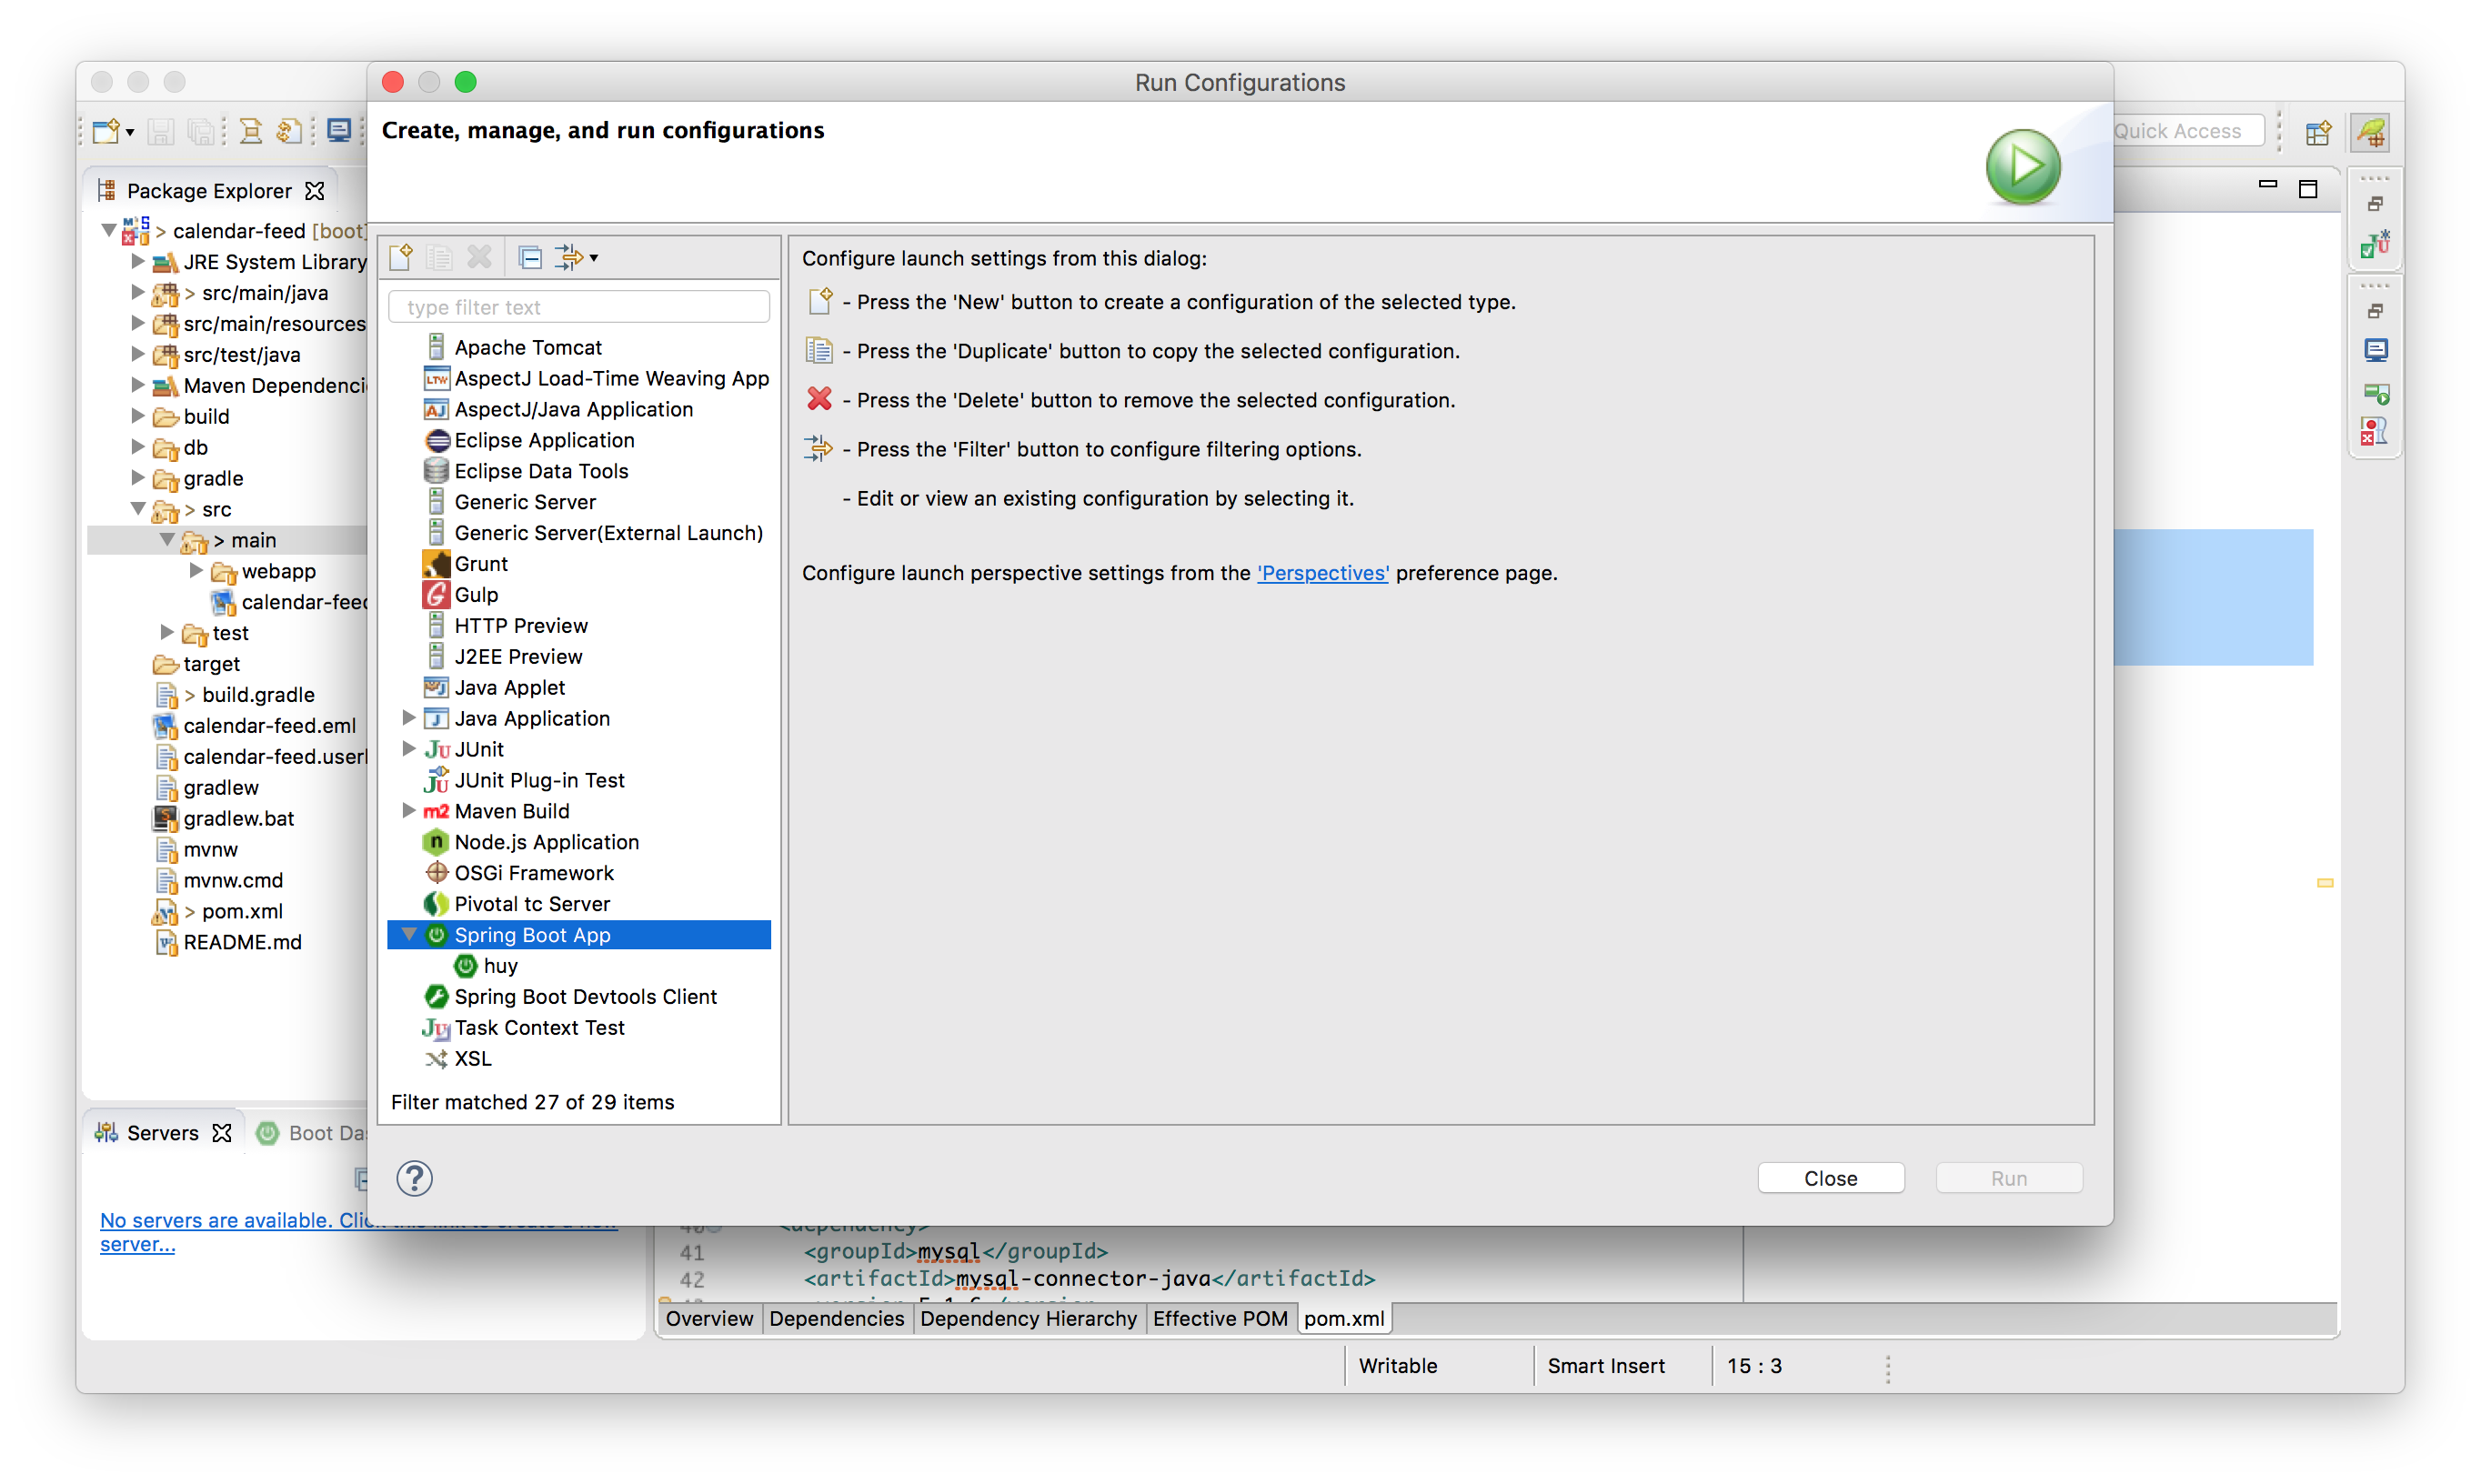 Run Configurations
Create, manage, and run configurations
Quick Access
Package Explorer
> calendar-feed [boot]
JRE System Library
> src/main/java
src/main/resources
src/test/java
Maven Dependenci
build
db
gradle
> src
> main
webapp
calendar-feed
test
target
> build.gradle
calendar-feed.eml
calendar-feed.userl
gradlew
gradlew.bat
mvnw
mvnw.cmd
> pom.xml
README.md
type filter text
Apache Tomcat
AspectJ Load-Time Weaving App
AspectJ/Java Application
Eclipse Application
Eclipse Data Tools
Generic Server
Generic Server(External Launch)
Grunt
Gulp
HTTP Preview
J2EE Preview
Java Applet
Java Application
JUnit
JUnit Plug-in Test
Maven Build
Node.js Application
OSGi Framework
Pivotal tc Server
Spring Boot App
huy
Spring Boot Devtools Client
Task Context Test
XSL
Filter matched 27 of 29 items
Configure launch settings from this dialog:
- Press the 'New' button to create a configuration of the selected type.
- Press the 'Duplicate' button to copy the selected configuration.
- Press the 'Delete' button to remove the selected configuration.
- Press the 'Filter' button to configure filtering options.
- Edit or view an existing configuration by selecting it.
Configure launch perspective settings from the 'Perspectives' preference page.
Close
Run
Servers
Boot Da
No servers are available. Click this link to create a new
server...
40 <dependency>
41 <groupId>mysql</groupId>
42 <artifactId>mysql-connector-java</artifactId>
Overview
Dependencies
Dependency Hierarchy
Effective POM
pom.xml
Writable
Smart Insert
15 : 3